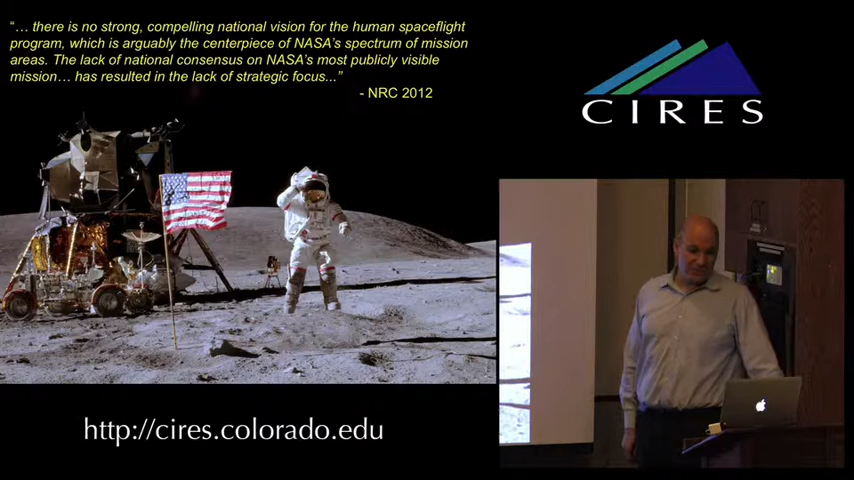 “… there is no strong, compelling national vision for the human spaceflight
program, which is arguably the centerpiece of NASA’s spectrum of mission
areas. The lack of national consensus on NASA’s most publicly visible
mission… has resulted in the lack of strategic focus...”
- NRC 2012
CIRES
http://cires.colorado.edu